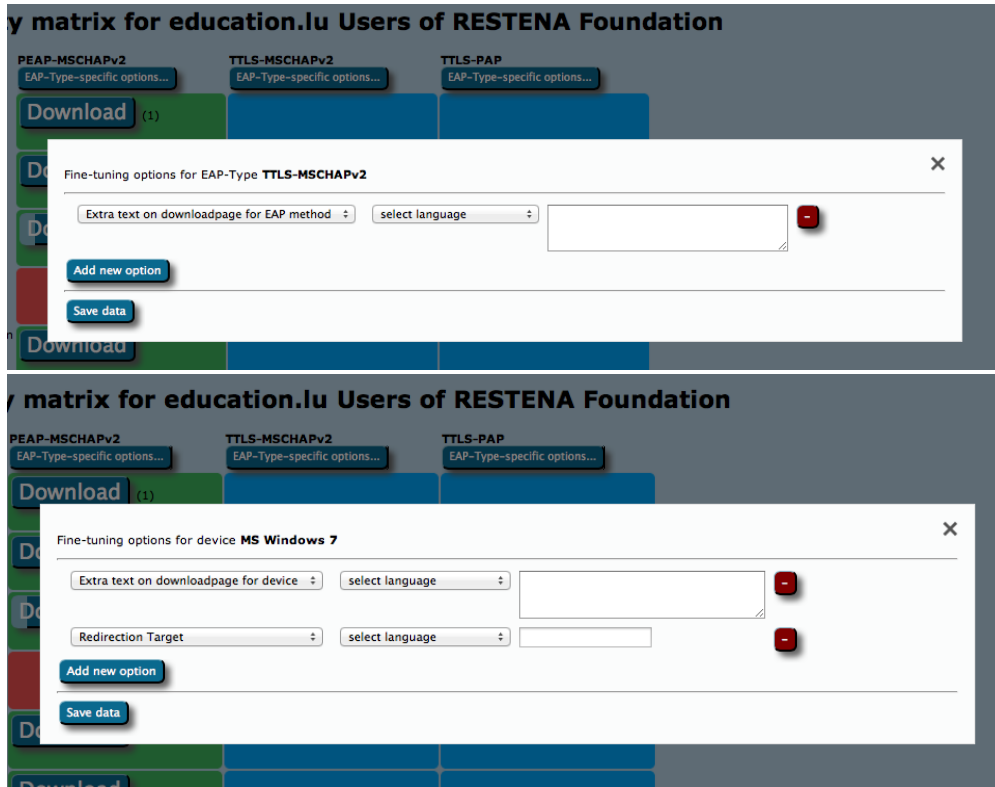 y matrix for education.lu Users of RESTENA Foundation
PEAP-MSCHAPv2 TTLS-MSCHAPv2 TTLS-PAP
EAP-Type-specific options... EAP-Type-specific options... EAP-Type-specific options...
Download (1)
Fine-tuning options for EAP-Type TTLS-MSCHAPv2
Extra text on downloadpage for EAP method select language -
Add new option
Save data
Download
matrix for education.lu Users of RESTENA Foundation
PEAP-MSCHAPv2 TTLS-MSCHAPv2 TTLS-PAP
EAP-Type-specific options... EAP-Type-specific options... EAP-Type-specific options...
Download (1)
Fine-tuning options for device MS Windows 7
Extra text on downloadpage for device select language -
Redirection Target select language -
Add new option
Save data
Download